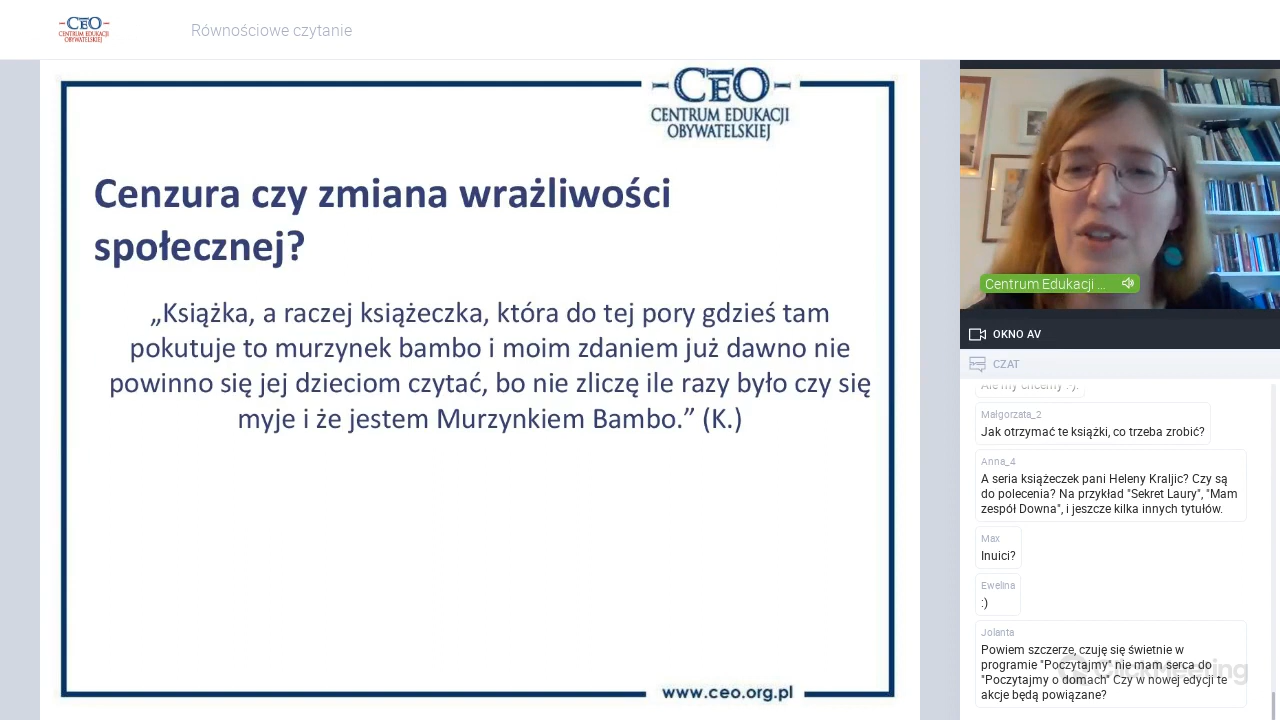 CEO
CENTRUM EDUKACJI
OBYWATELSKIEJ
Równościowe czytanie
CEO
CENTRUM EDUKACJI
OBYWATELSKIEJ
Cenzura czy zmiana wrażliwości
społecznej?
„Książka, a raczej książeczka, która do tej pory gdzieś tam
pokutuje to murzynek bambo i moim zdaniem już dawno nie
powinno się jej dzieciom czytać, bo nie zliczę ile razy było czy się
myje i że jestem Murzynkiem Bambo.” (K.)
www.ceo.org.pl
Centrum Edukacji ...
OKNO AV
CZAT
Ale my chcemy :-).
Małgorzata_2
Jak otrzymać te książki, co trzeba zrobić?
Anna_4
A seria książeczek pani Heleny Kraljic? Czy są
do polecenia? Na przykład "Sekret Laury", "Mam
zespół Downa", i jeszcze kilka innych tytułów.
Max
Inuici?
Ewelina
:)
Jolanta
Powiem szczerze, czuję się świetnie w
programie "Poczytajmy" nie mam serca do
"Poczytajmy o domach" Czy w nowej edycji te
akcje będą powiązane?
ClickMeeting